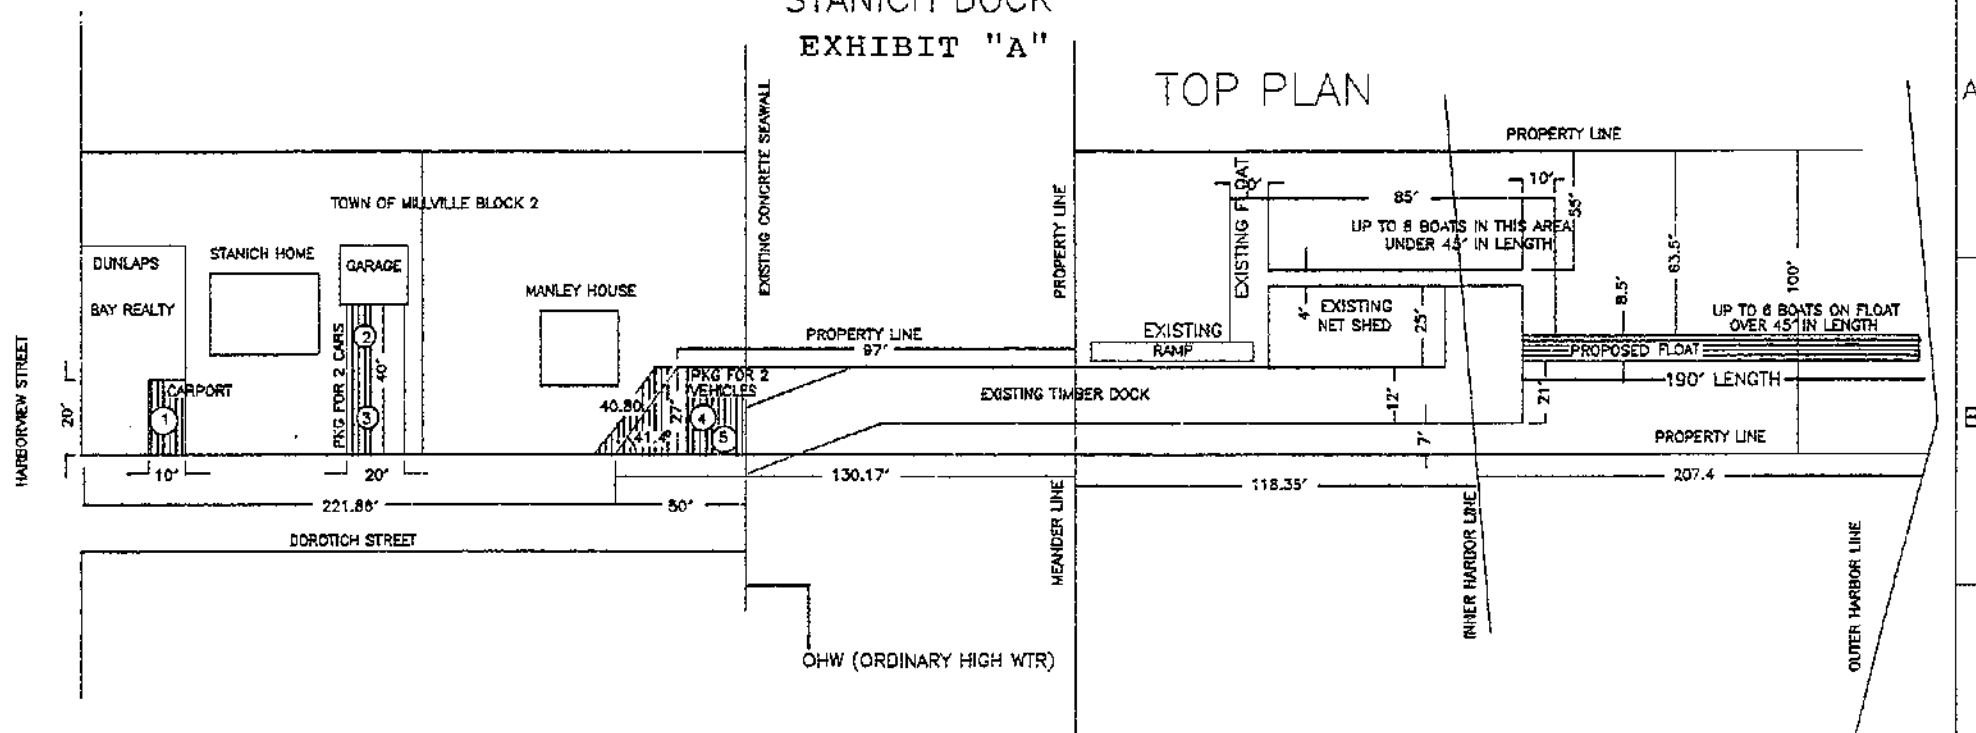 STANICH DOCK
EXHIBIT "A"
TOP PLAN
A
PROPERTY LINE
EXISTING CONCRETE SEAWALL
PROPERTY LINE
EXISTING FLOAT
10'
85'
55'
TOWN OF MILLVILLE BLOCK 2
UP TO 8 BOATS IN THIS AREA
UNDER 45' IN LENGTH
63.5'
100'
DUNLAPS
BAY REALTY
STANICH HOME
GARAGE
MANLEY HOUSE
4'
EXISTING
NET SHED
25'
8.5'
UP TO 6 BOATS ON FLOAT
OVER 45' IN LENGTH
PROPOSED FLOAT
190' LENGTH
EXISTING
RAMP
PROPERTY LINE
97'
HARBORVIEW STREET
20'
CARPORT
1
PKG FOR 2 CARS
2
3
40'
PKG FOR 2
VEHICLES
40.80
41.4'
27'
4
5
EXISTING TIMBER DOCK
12'
21'
7'
B
PROPERTY LINE
10'
20'
130.17'
118.35'
207.4
221.86'
50'
DOROTICH STREET
MEANDER LINE
INNER HARBOR LINE
OUTER HARBOR LINE
OHW (ORDINARY HIGH WTR)